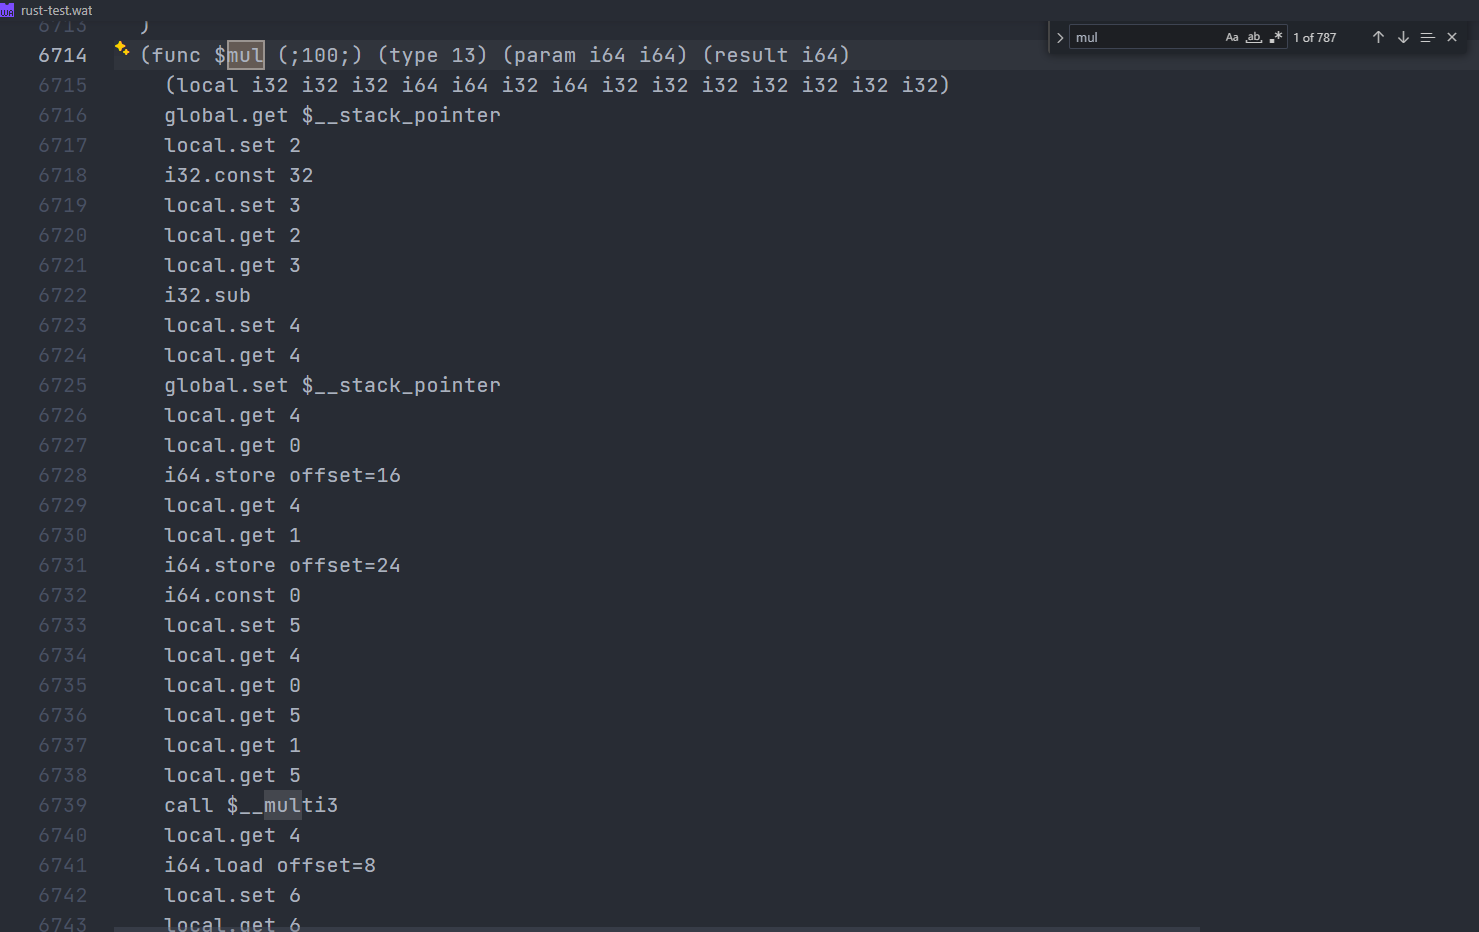 rust-test.wat
6713 )
6714 (func $mul (;100;) (type 13) (param i64 i64) (result i64)
mul Aa ab .* 1 of 787
6715 (local i32 i32 i32 i64 i64 i32 i64 i32 i32 i32 i32 i32 i32 i32)
6716 global.get $__stack_pointer
6717 local.set 2
6718 i32.const 32
6719 local.set 3
6720 local.get 2
6721 local.get 3
6722 i32.sub
6723 local.set 4
6724 local.get 4
6725 global.set $__stack_pointer
6726 local.get 4
6727 local.get 0
6728 i64.store offset=16
6729 local.get 4
6730 local.get 1
6731 i64.store offset=24
6732 i64.const 0
6733 local.set 5
6734 local.get 4
6735 local.get 0
6736 local.get 5
6737 local.get 1
6738 local.get 5
6739 call $__multi3
6740 local.get 4
6741 i64.load offset=8
6742 local.set 6
6743 local.get 6